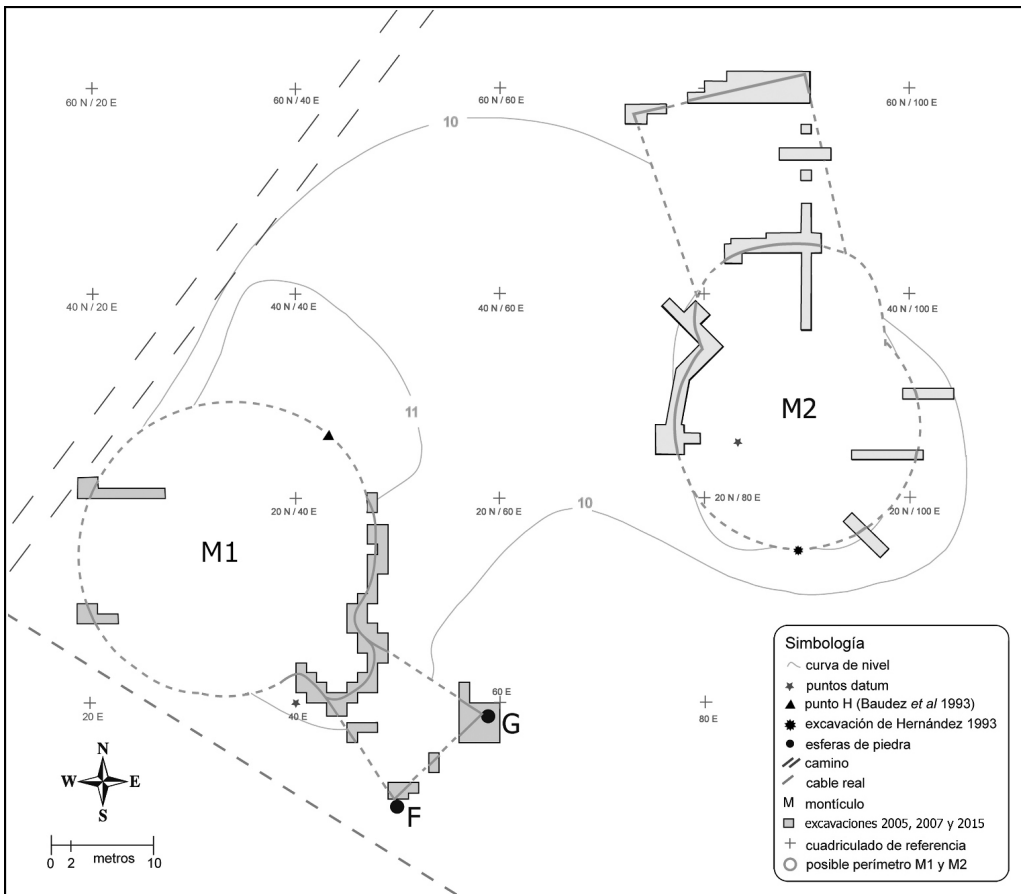 60 N / 20 E
60 N / 40 E
60 N / 60 E
60 N / 100 E
10
40 N / 20 E
40 N / 40 E
40 N / 60 E
40 N / 100 E
11
M2
20 N / 40 E
20 N / 60 E
10
20 N / 80 E
20 N / 100 E
M1
20 E
40 E
60 E
80 E
G
F
N
W E
S
0 2 10
metros
Simbología
curva de nivel
puntos datum
punto H (Baudez et al 1993)
excavación de Hernández 1993
esferas de piedra
camino
cable real
M montículo
excavaciones 2005, 2007 y 2015
cuadriculado de referencia
posible perímetro M1 y M2